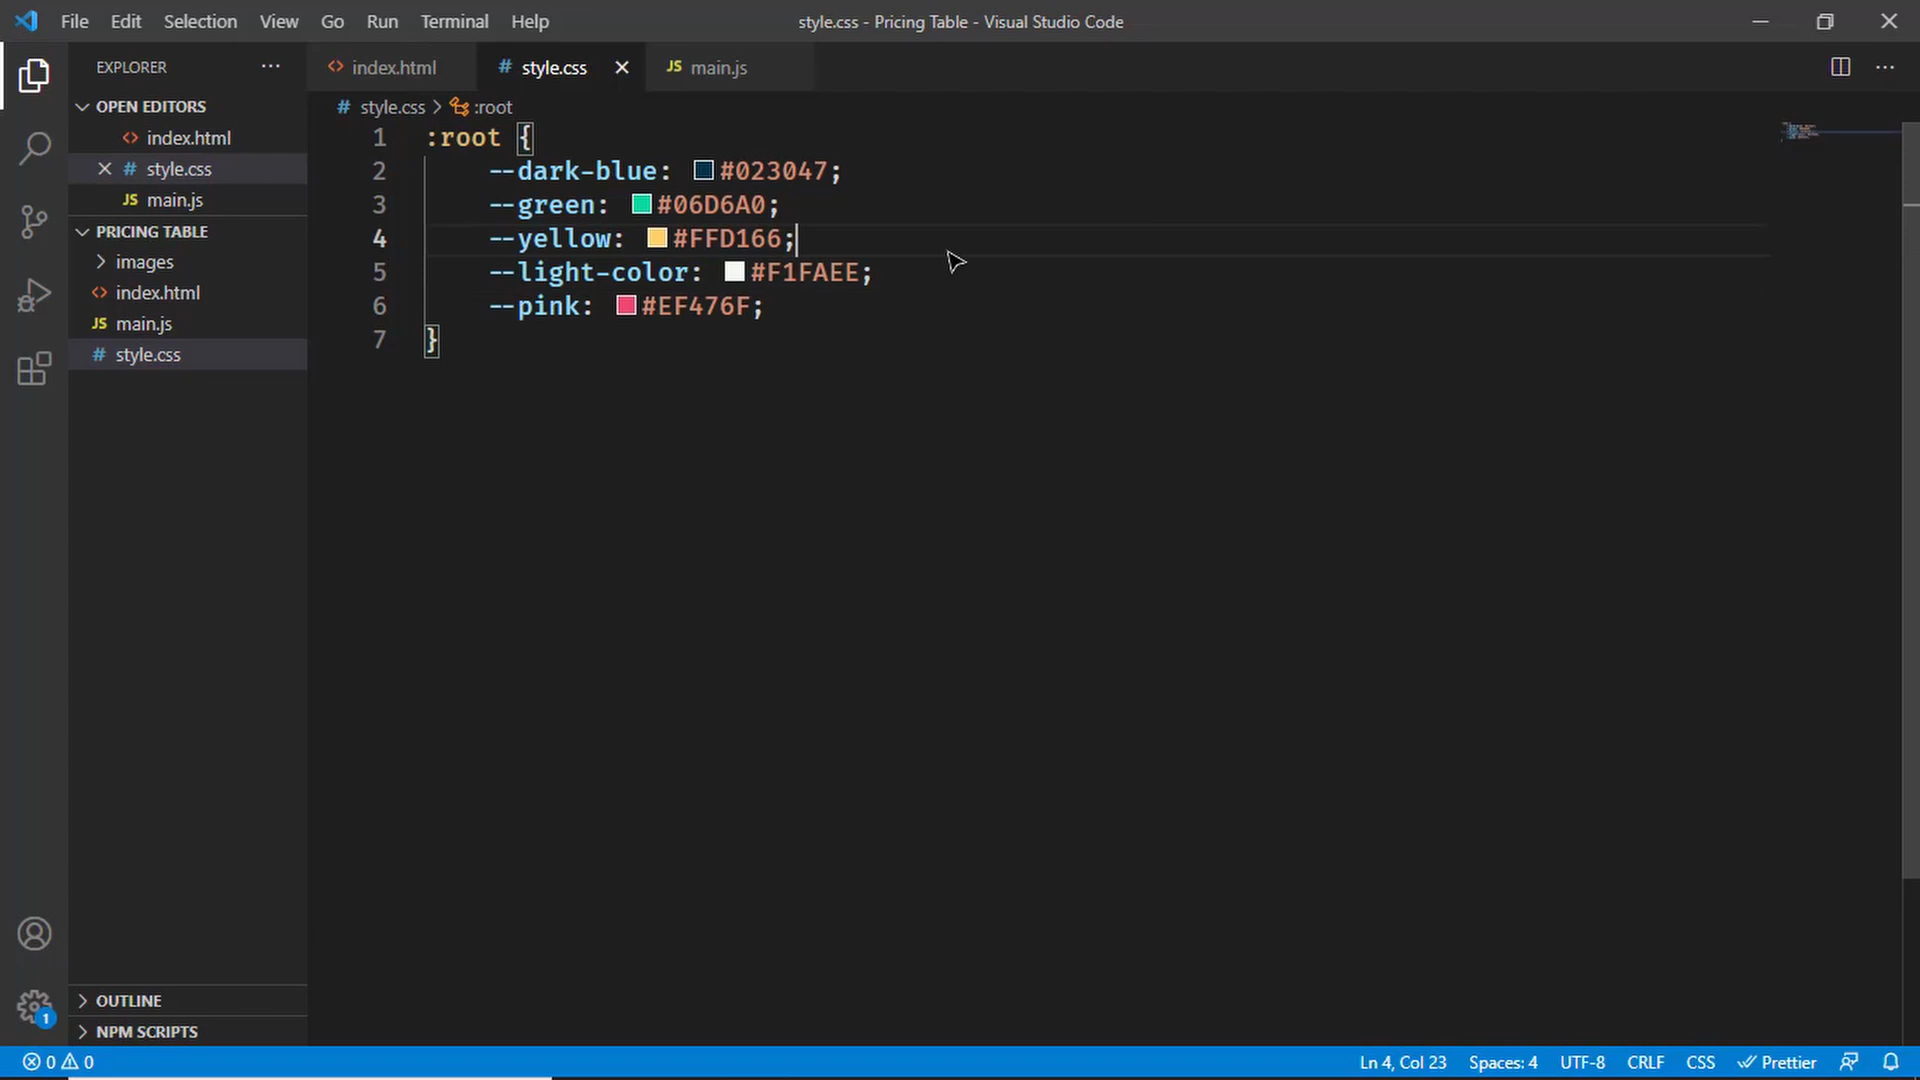 File Edit Selection View Go Run Terminal Help style.css - Pricing Table - Visual Studio Code
EXPLORER
OPEN EDITORS
index.html
style.css
main.js
PRICING TABLE
images
index.html
main.js
style.css
OUTLINE
NPM SCRIPTS
index.html style.css main.js
style.css > :root
1 :root {
2 --dark-blue: #023047;
3 --green: #06D6A0;
4 --yellow: #FFD166;
5 --light-color: #F1FAEE;
6 --pink: #EF476F;
7 }
1
0 0 Ln 4, Col 23 Spaces: 4 UTF-8 CRLF CSS Prettier